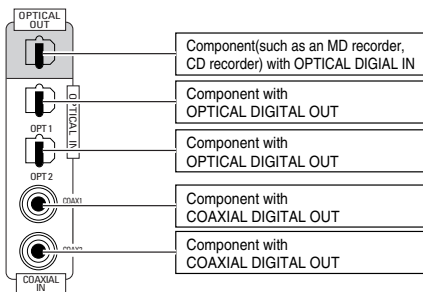 OPTICAL
OUT
Component(such as an MD recorder,
CD recorder) with OPTICAL DIGIAL IN
Component with
OPTICAL DIGITAL OUT
OPT 1
OPTICAL IN
Component with
OPTICAL DIGITAL OUT
OPT 2
COAX1
Component with
COAXIAL DIGITAL OUT
COAX2
Component with
COAXIAL DIGITAL OUT
COAXIAL
IN